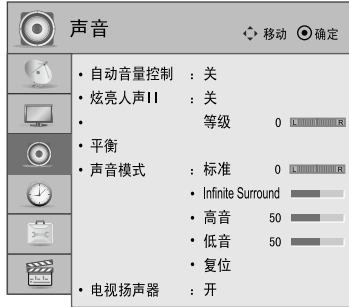 声音
移动 确定
• 自动音量控制 : 关
• 炫亮人声II : 关
• 等级 0 L R
• 平衡
• 声音模式 : 标准 0 L R
• Infinite Surround
• 高音 50
• 低音 50
• 复位
• 电视扬声器 : 开